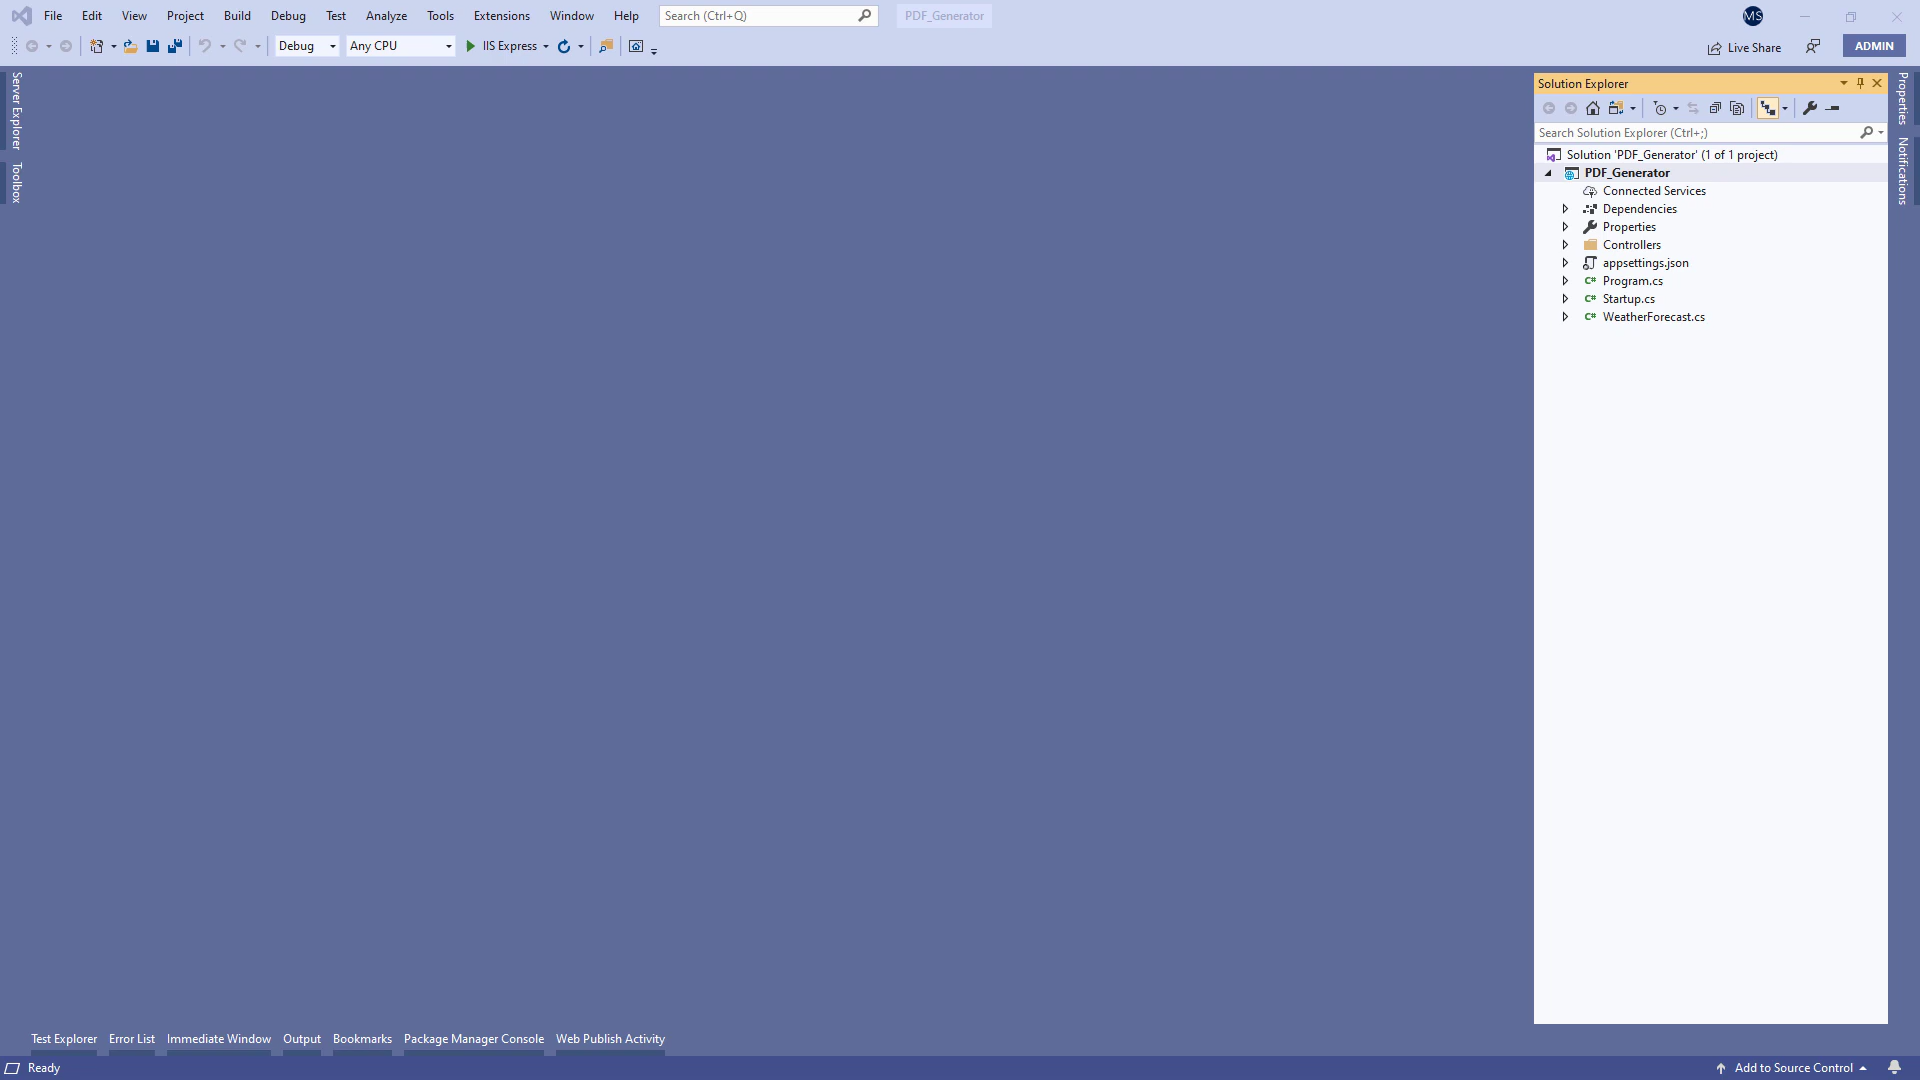 File Edit View Project Build Debug Test Analyze Tools Extensions Window Help Search (Ctrl+Q) PDF_Generator MS
Debug Any CPU IIS Express Live Share ADMIN
Server Explorer
Toolbox
Solution Explorer
Search Solution Explorer (Ctrl+;)
Solution 'PDF_Generator' (1 of 1 project)
PDF_Generator
Connected Services
Dependencies
Properties
Controllers
appsettings.json
C# Program.cs
C# Startup.cs
C# WeatherForecast.cs
Properties
Notifications
Test Explorer Error List Immediate Window Output Bookmarks Package Manager Console Web Publish Activity
Ready Add to Source Control